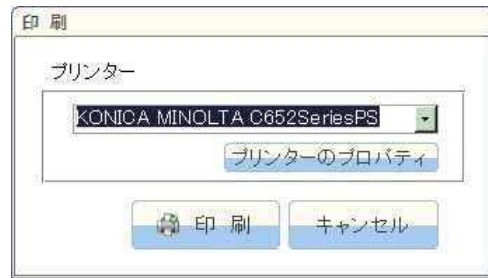 印 刷
プリンター
KONICA MINOLTA C652SeriesPS
プリンターのプロパティ
印 刷
キャンセル